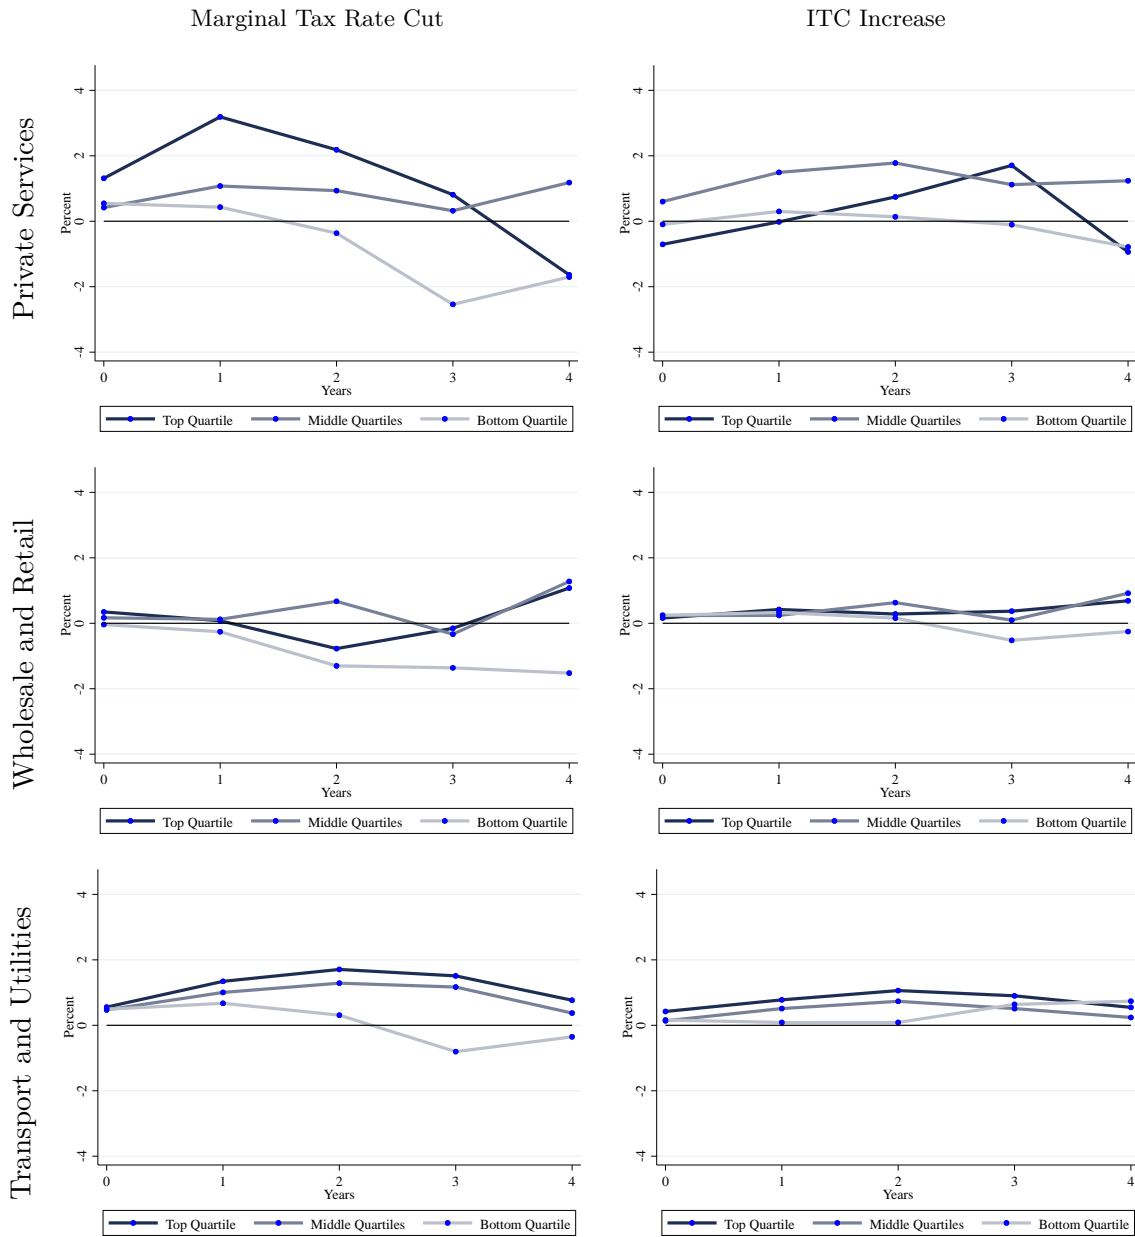 Marginal Tax Rate Cut
ITC Increase
Private Services
Percent
4
2
0
-2
-4
0 1 2 3 4
Years
Top Quartile Middle Quartiles Bottom Quartile
Percent
4
2
0
-2
-4
0 1 2 3 4
Years
Top Quartile Middle Quartiles Bottom Quartile
Wholesale and Retail
Percent
4
2
0
-2
-4
0 1 2 3 4
Years
Top Quartile Middle Quartiles Bottom Quartile
Percent
4
2
0
-2
-4
0 1 2 3 4
Years
Top Quartile Middle Quartiles Bottom Quartile
Transport and Utilities
Percent
4
2
0
-2
-4
0 1 2 3 4
Years
Top Quartile Middle Quartiles Bottom Quartile
Percent
4
2
0
-2
-4
0 1 2 3 4
Years
Top Quartile Middle Quartiles Bottom Quartile